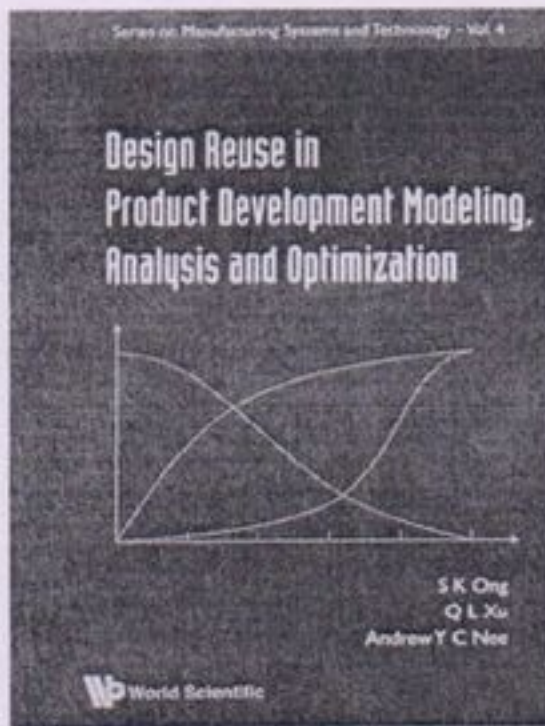 Series on Manufacturing Systems and Technology – Vol. 4
Design Reuse in
Product Development Modeling,
Analysis and Optimization
S K Ong
Q L Xu
Andrew Y C Nee
World Scientific